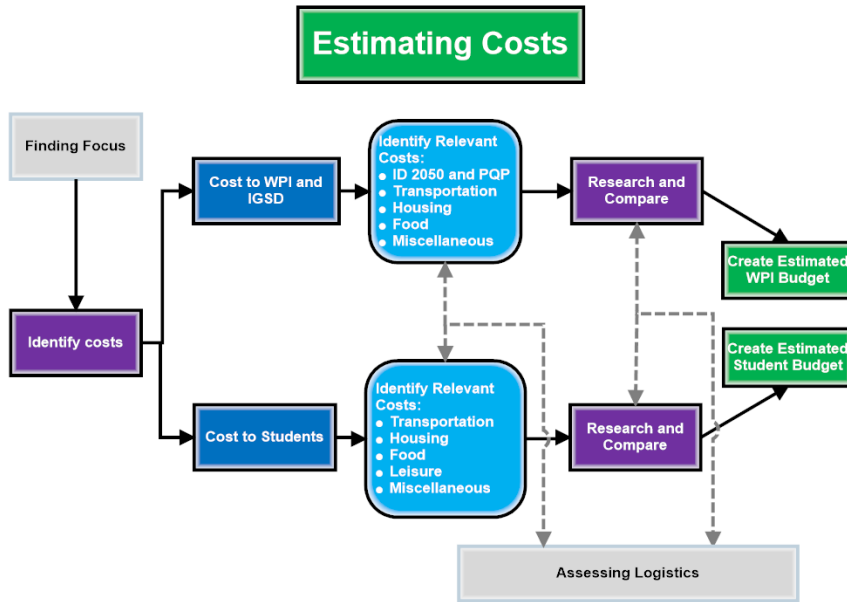 Estimating Costs
Finding Focus
Identify costs
Cost to WPI and
IGSD
Identify Relevant
Costs:
● ID 2050 and PQP
● Transportation
● Housing
● Food
● Miscellaneous
Research and
Compare
Create Estimated
WPI Budget
Cost to Students
Identify Relevant
Costs:
● Transportation
● Housing
● Food
● Leisure
● Miscellaneous
Research and
Compare
Create Estimated
Student Budget
Assessing Logistics